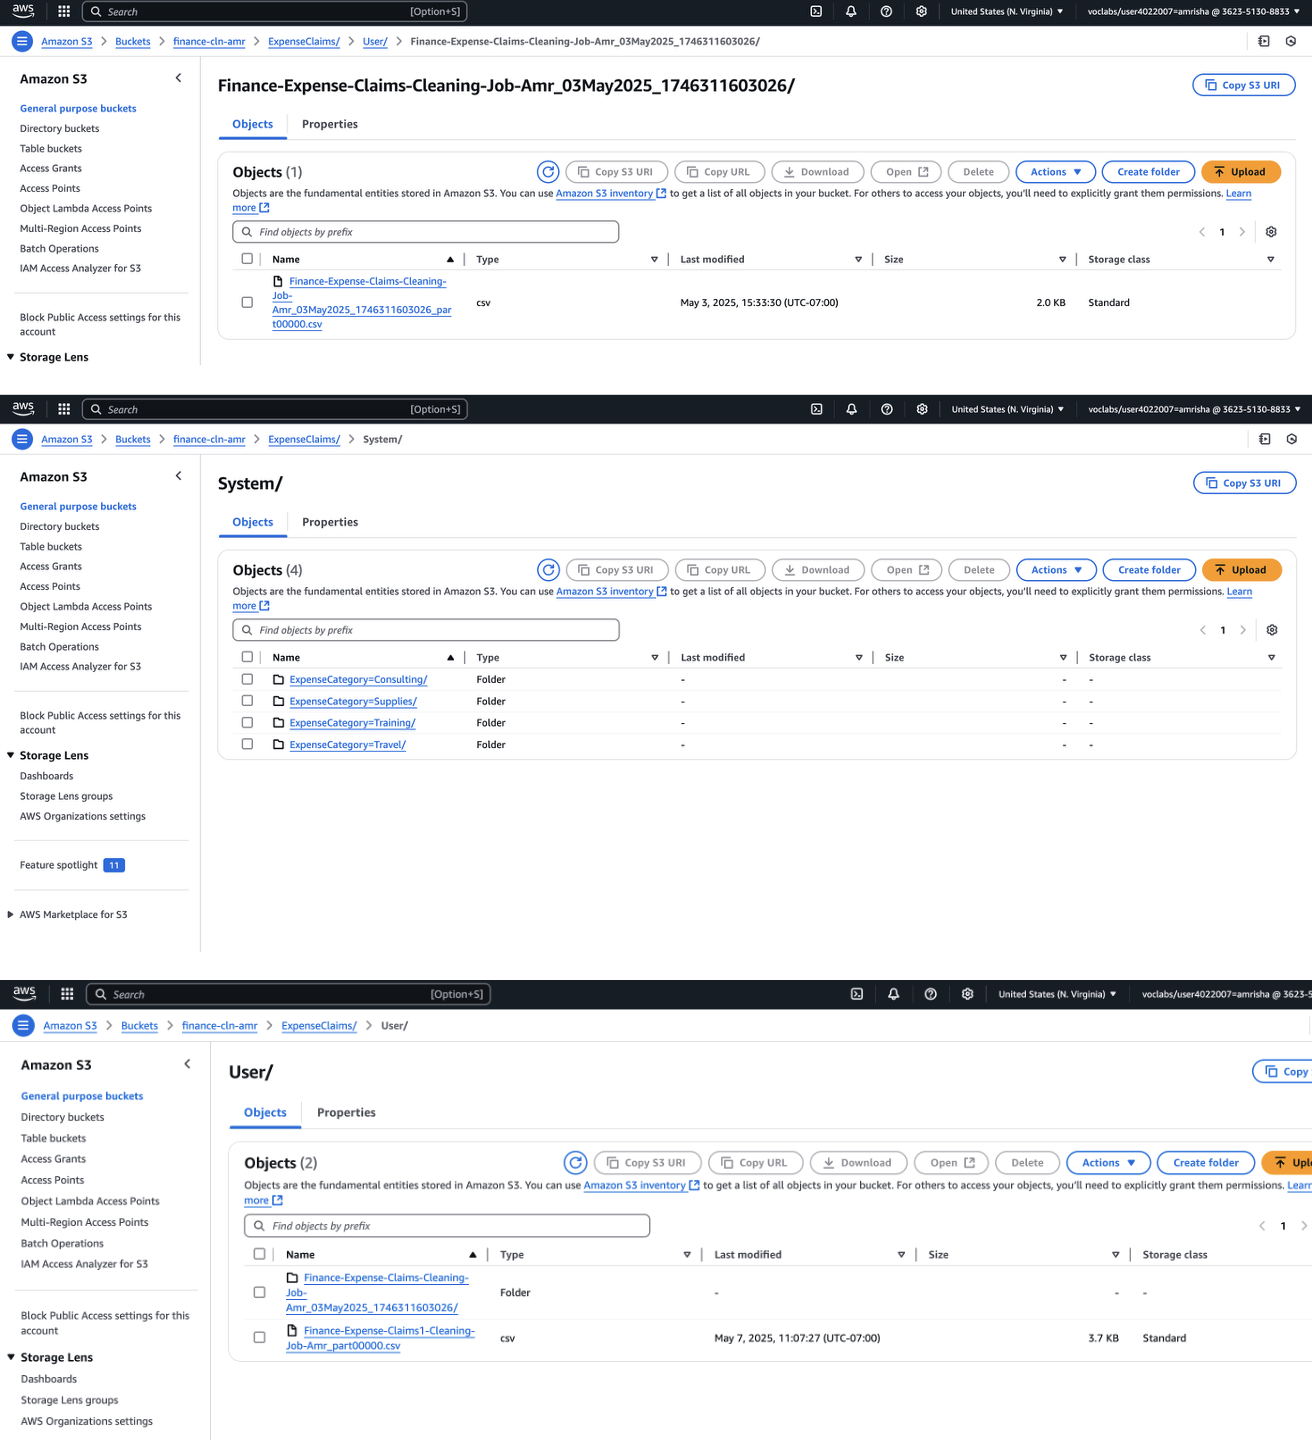 aws Search [Option+S] United States (N. Virginia) ▼ voclabs/user4022007=amrisha @ 3623-5130-8833 ▼
Amazon S3 > Buckets > finance-cln-amr > ExpenseClaims/ > User/ > Finance-Expense-Claims-Cleaning-Job-Amr_03May2025_1746311603026/
Amazon S3
General purpose buckets
Directory buckets
Table buckets
Access Grants
Access Points
Object Lambda Access Points
Multi-Region Access Points
Batch Operations
IAM Access Analyzer for S3
Block Public Access settings for this
account
Storage Lens
Finance-Expense-Claims-Cleaning-Job-Amr_03May2025_1746311603026/
Copy S3 URI
Objects Properties
Objects (1) Copy S3 URI Copy URL Download Open Delete Actions ▼ Create folder Upload
Objects are the fundamental entities stored in Amazon S3. You can use Amazon S3 inventory to get a list of all objects in your bucket. For others to access your objects, you'll need to explicitly grant them permissions. Learn
more
Find objects by prefix
1
Name Type Last modified Size Storage class
Finance-Expense-Claims-Cleaning-
Job-
Amr_03May2025_1746311603026_par
t00000.csv
csv May 3, 2025, 15:33:30 (UTC-07:00) 2.0 KB Standard
aws Search [Option+S] United States (N. Virginia) ▼ voclabs/user4022007=amrisha @ 3623-5130-8833 ▼
Amazon S3 > Buckets > finance-cln-amr > ExpenseClaims/ > System/
Amazon S3
General purpose buckets
Directory buckets
Table buckets
Access Grants
Access Points
Object Lambda Access Points
Multi-Region Access Points
Batch Operations
IAM Access Analyzer for S3
Block Public Access settings for this
account
Storage Lens
Dashboards
Storage Lens groups
AWS Organizations settings
Feature spotlight 11
AWS Marketplace for S3
System/
Copy S3 URI
Objects Properties
Objects (4) Copy S3 URI Copy URL Download Open Delete Actions ▼ Create folder Upload
Objects are the fundamental entities stored in Amazon S3. You can use Amazon S3 inventory to get a list of all objects in your bucket. For others to access your objects, you'll need to explicitly grant them permissions. Learn
more
Find objects by prefix
1
Name Type Last modified Size Storage class
ExpenseCategory=Consulting/ Folder - - -
ExpenseCategory=Supplies/ Folder - - -
ExpenseCategory=Training/ Folder - - -
ExpenseCategory=Travel/ Folder - - -
aws Search [Option+S] United States (N. Virginia) ▼ voclabs/user4022007=amrisha @ 3623-5
Amazon S3 > Buckets > finance-cln-amr > ExpenseClaims/ > User/
Amazon S3
General purpose buckets
Directory buckets
Table buckets
Access Grants
Access Points
Object Lambda Access Points
Multi-Region Access Points
Batch Operations
IAM Access Analyzer for S3
Block Public Access settings for this
account
Storage Lens
Dashboards
Storage Lens groups
AWS Organizations settings
User/
Copy
Objects Properties
Objects (2) Copy S3 URI Copy URL Download Open Delete Actions ▼ Create folder Uplo
Objects are the fundamental entities stored in Amazon S3. You can use Amazon S3 inventory to get a list of all objects in your bucket. For others to access your objects, you'll need to explicitly grant them permissions. Learn
more
Find objects by prefix
1
Name Type Last modified Size Storage class
Finance-Expense-Claims-Cleaning-
Job-
Amr_03May2025_1746311603026/
Folder - - -
Finance-Expense-Claims1-Cleaning-
Job-Amr_part00000.csv
csv May 7, 2025, 11:07:27 (UTC-07:00) 3.7 KB Standard